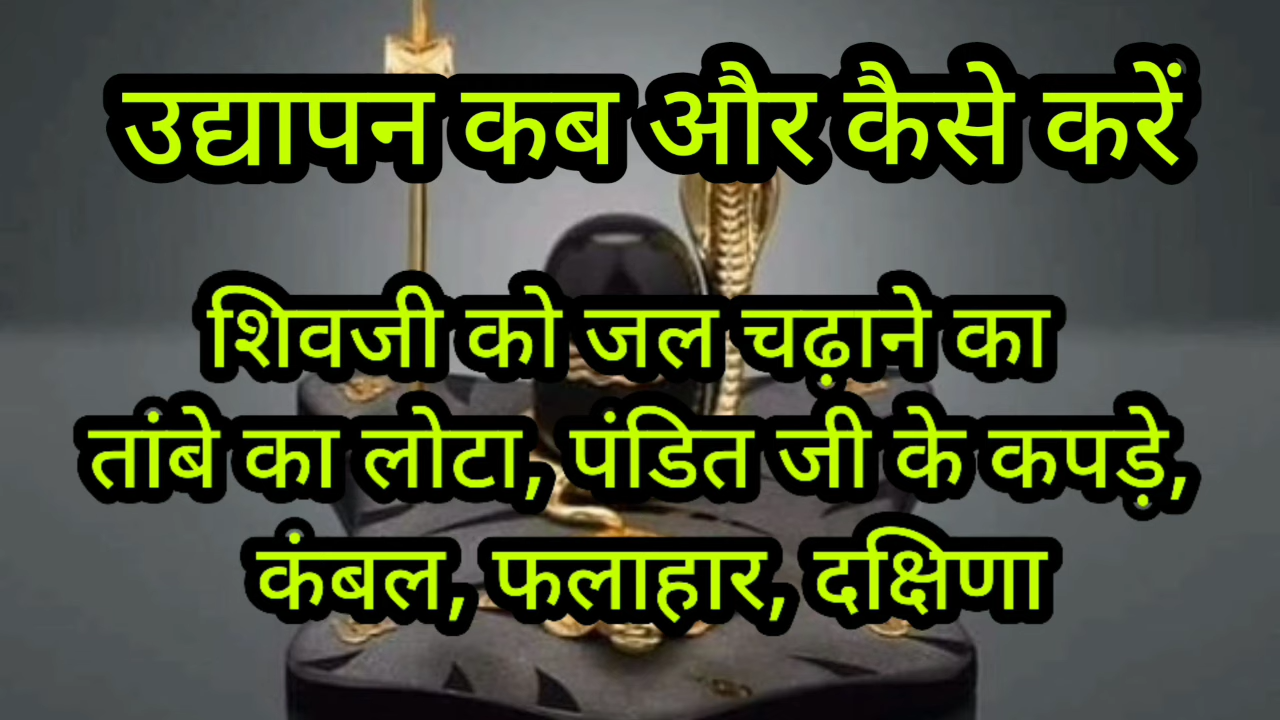 उद्यापन कब और कैसे करें
शिवजी को जल चढ़ाने का
तांबे का लोटा, पंडित जी के कपड़े,
कंबल, फलाहार, दक्षिणा